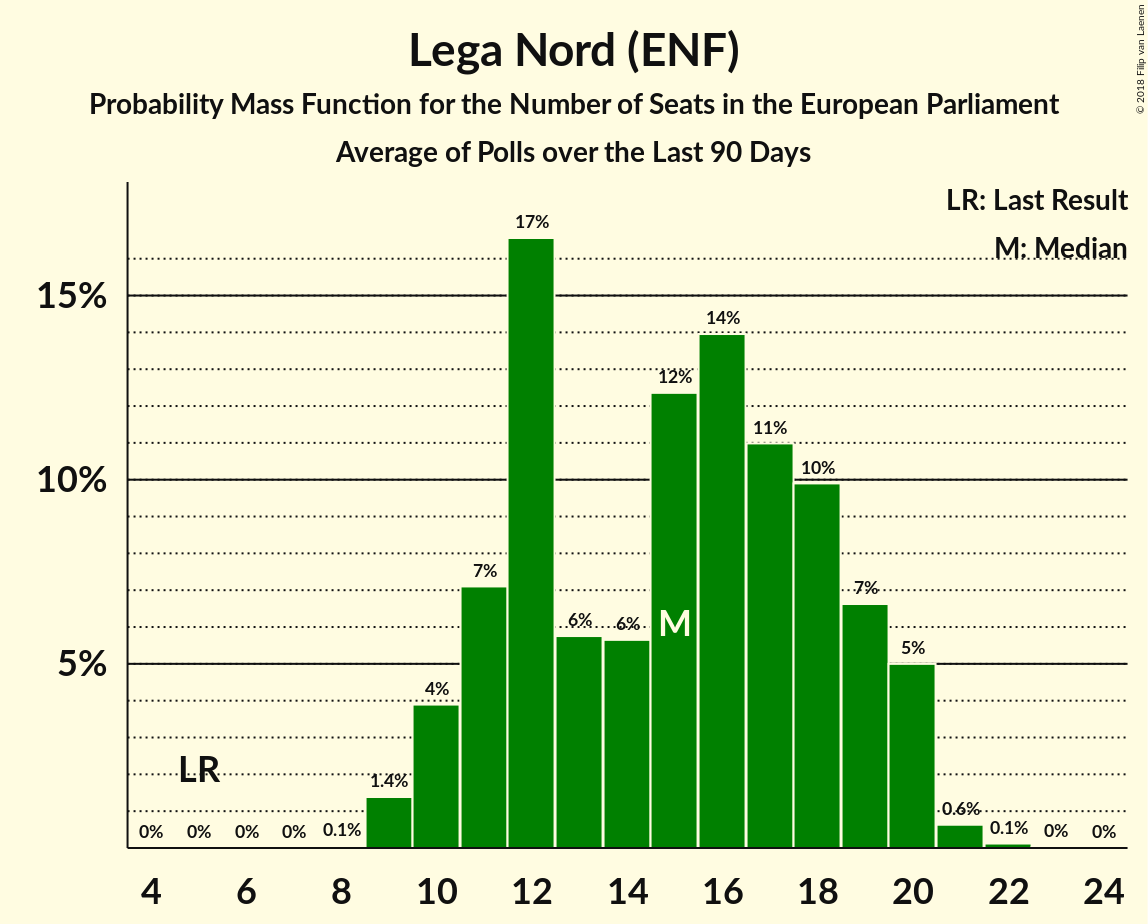 Lega Nord (ENF)
Probability Mass Function for the Number of Seats in the European Parliament
Average of Polls over the Last 90 Days
© 2018 Filip van Laenen
LR: Last Result
M: Median
17%
15%
14%
12%
11%
10%
10%
7%
7%
6%
6%
M
5%
5%
4%
LR
1.4%
0.6%
0%
0%
0%
0%
0.1%
0.1%
0%
0%
4 6 8 10 12 14 16 18 20 22 24